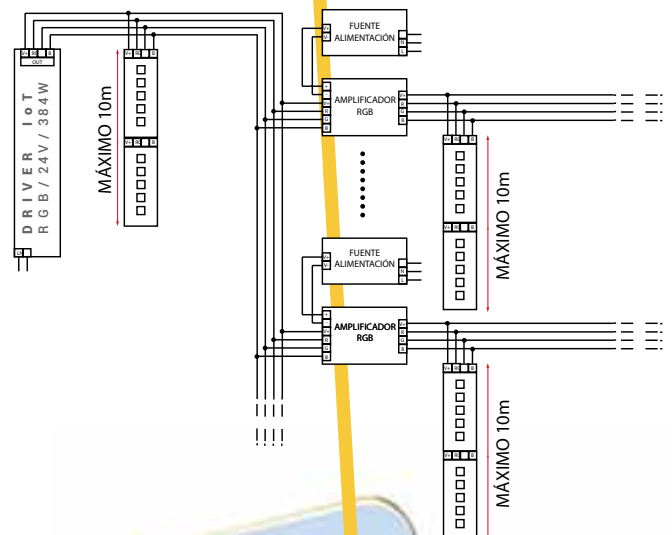 V+ R G B
OUT
DRIVER IoT
RGB/24V/384W
LN
V+ R G B
V+ R G B
MÁXIMO 10m
FUENTE
ALIMENTACIÓN
V+
V-
N
L
AMPLIFICADOR
RGB
+
-
V+
R
G
B
V+
R
G
B
V+ R G B
V+ R G B
MÁXIMO 10m
FUENTE
ALIMENTACIÓN
V+
V-
N
L
AMPLIFICADOR
RGB
+
-
V+
R
G
B
V+
R
G
B
V+ R G B
V+ R G B
MÁXIMO 10m